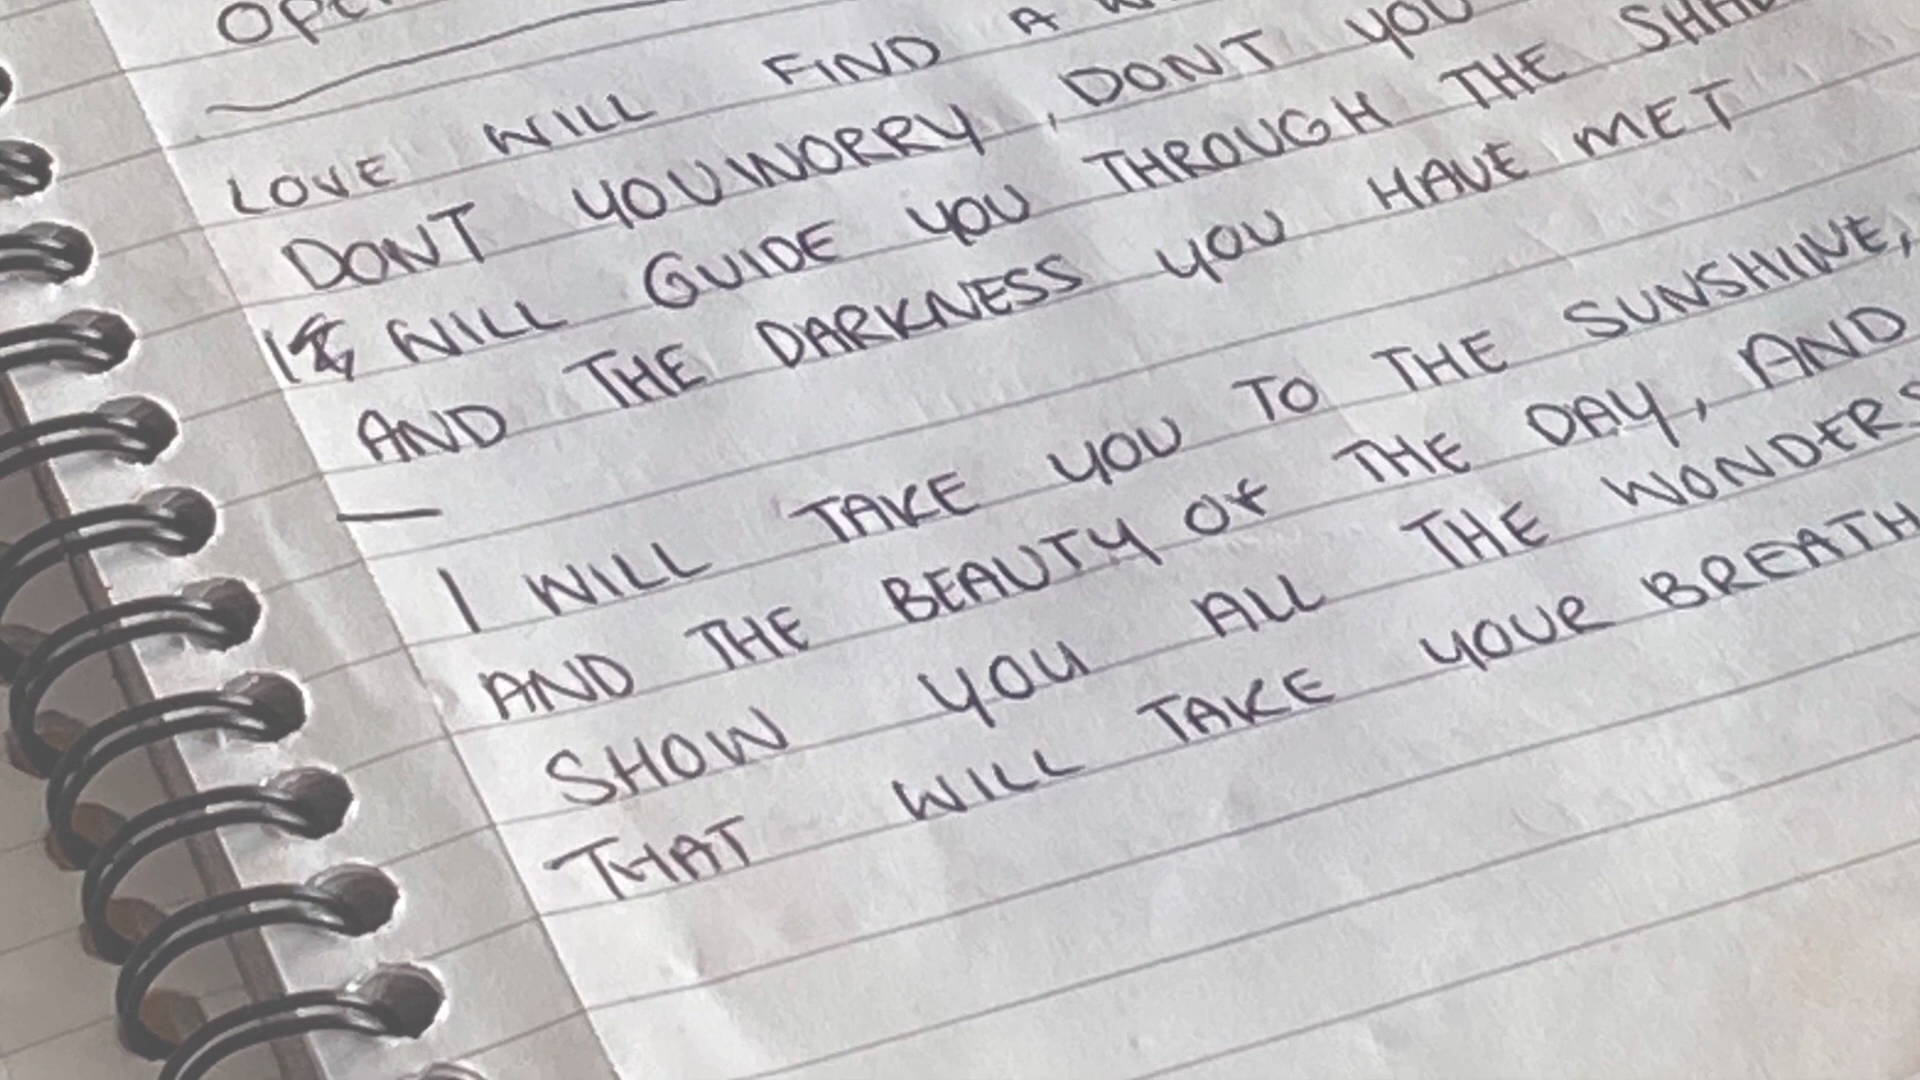 LOVE WILL FIND A
DONT YOU WORRY, DONT YOU
WILL GUIDE YOU THROUGH THE
AND THE DARKNESS YOU HAVE MET
—
I WILL TAKE YOU TO THE SUNSHINE,
AND THE BEAUTY OF THE DAY, AND
SHOW YOU ALL THE WONDERS
THAT WILL TAKE YOUR BREATH